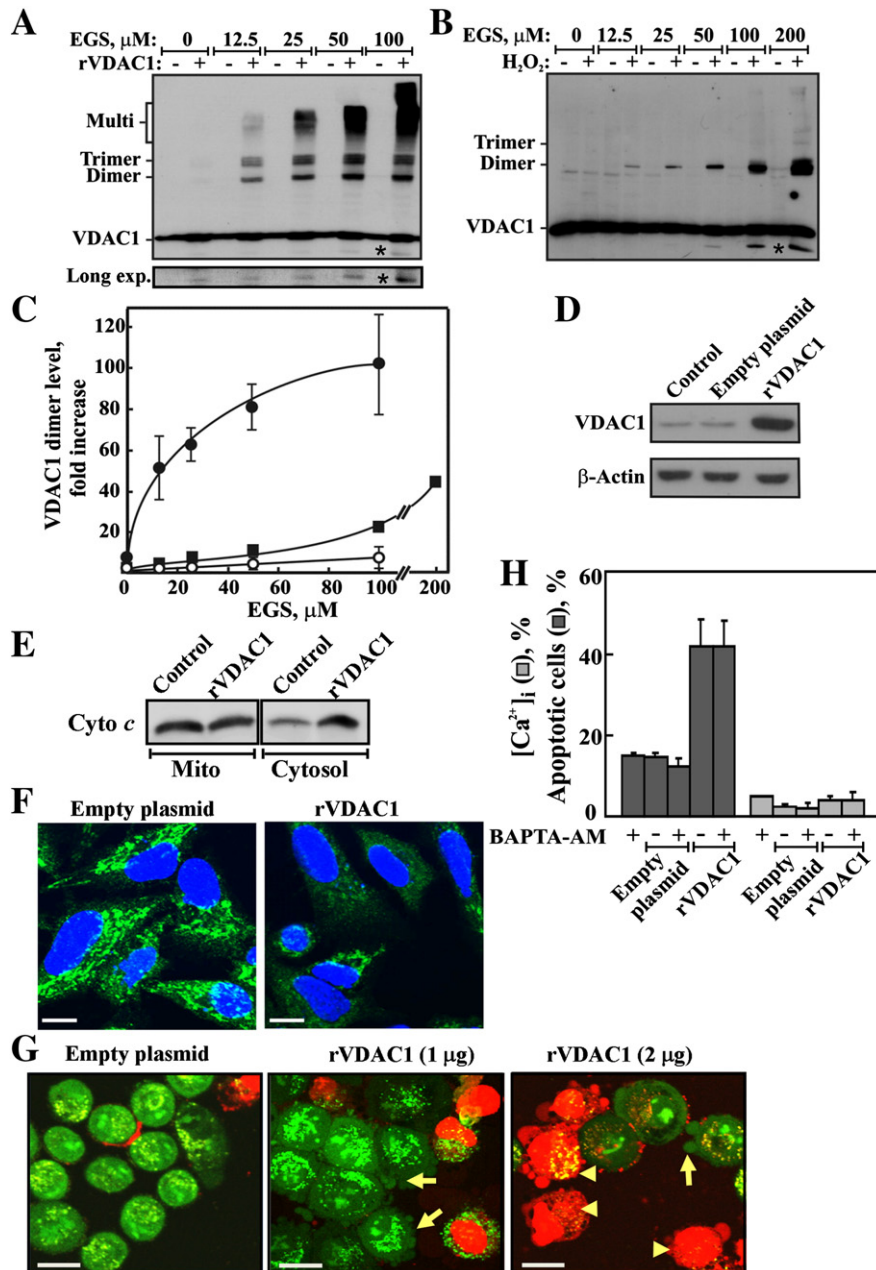 A
EGS, μM: 0 12.5 25 50 100
rVDAC1: - + - + - + - + - +
Multi
Trimer
Dimer
VDAC1
*
Long exp.
*
B
EGS, μM: 0 12.5 25 50 100 200
H₂O₂: - + - + - + - + - + - +
Trimer
Dimer
VDAC1
*
C
VDAC1 dimer level,
fold increase
120
100
80
60
40
20
0 20 40 60 80 100 200
EGS, μM
D
Control
Empty plasmid
rVDAC1
VDAC1
β-Actin
E
Control
rVDAC1
Control
rVDAC1
Cyto c
Mito
Cytosol
F
Empty plasmid
rVDAC1
G
Empty plasmid
rVDAC1 (1 μg)
rVDAC1 (2 μg)
H
[Ca²⁺]i (■), %
Apoptotic cells (■), %
60
40
20
0
BAPTA-AM + - + - + + - + - +
Empty
plasmid
rVDAC1
Empty
plasmid
rVDAC1